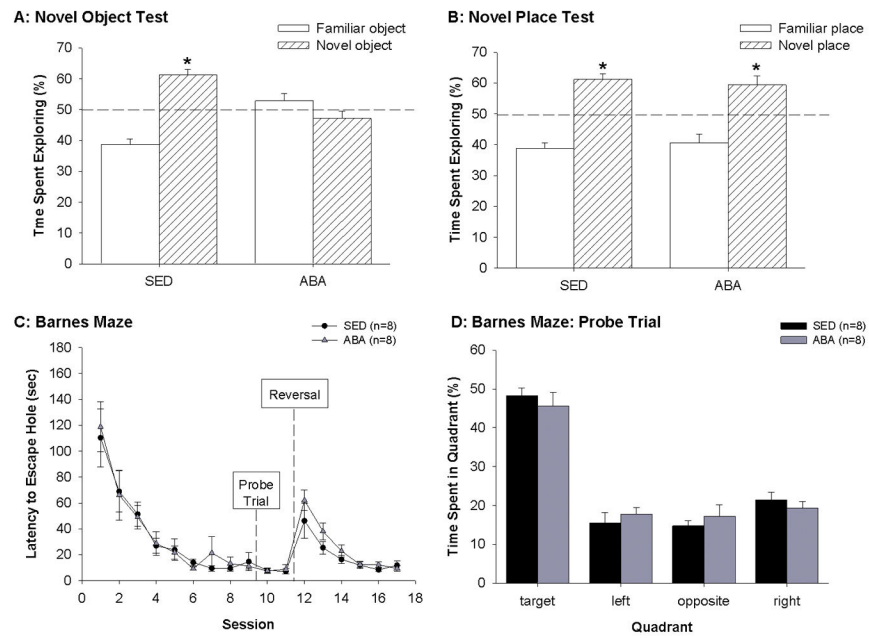 A: Novel Object Test
Familiar object
Novel object
Tme Spent Exploring (%)
70
60
50
40
30
20
10
0
*
SED
ABA
B: Novel Place Test
Familiar place
Novel place
Time Spent Exploring (%)
70
60
50
40
30
20
10
0
*
*
SED
ABA
C: Barnes Maze
SED (n=8)
ABA (n=8)
Latency to Escape Hole (sec)
180
160
140
120
100
80
60
40
20
0
Reversal
Probe
Trial
0 2 4 6 8 10 12 14 16 18
Session
D: Barnes Maze: Probe Trial
SED (n=8)
ABA (n=8)
Time Spent in Quadrant (%)
60
50
40
30
20
10
0
target left opposite right
Quadrant